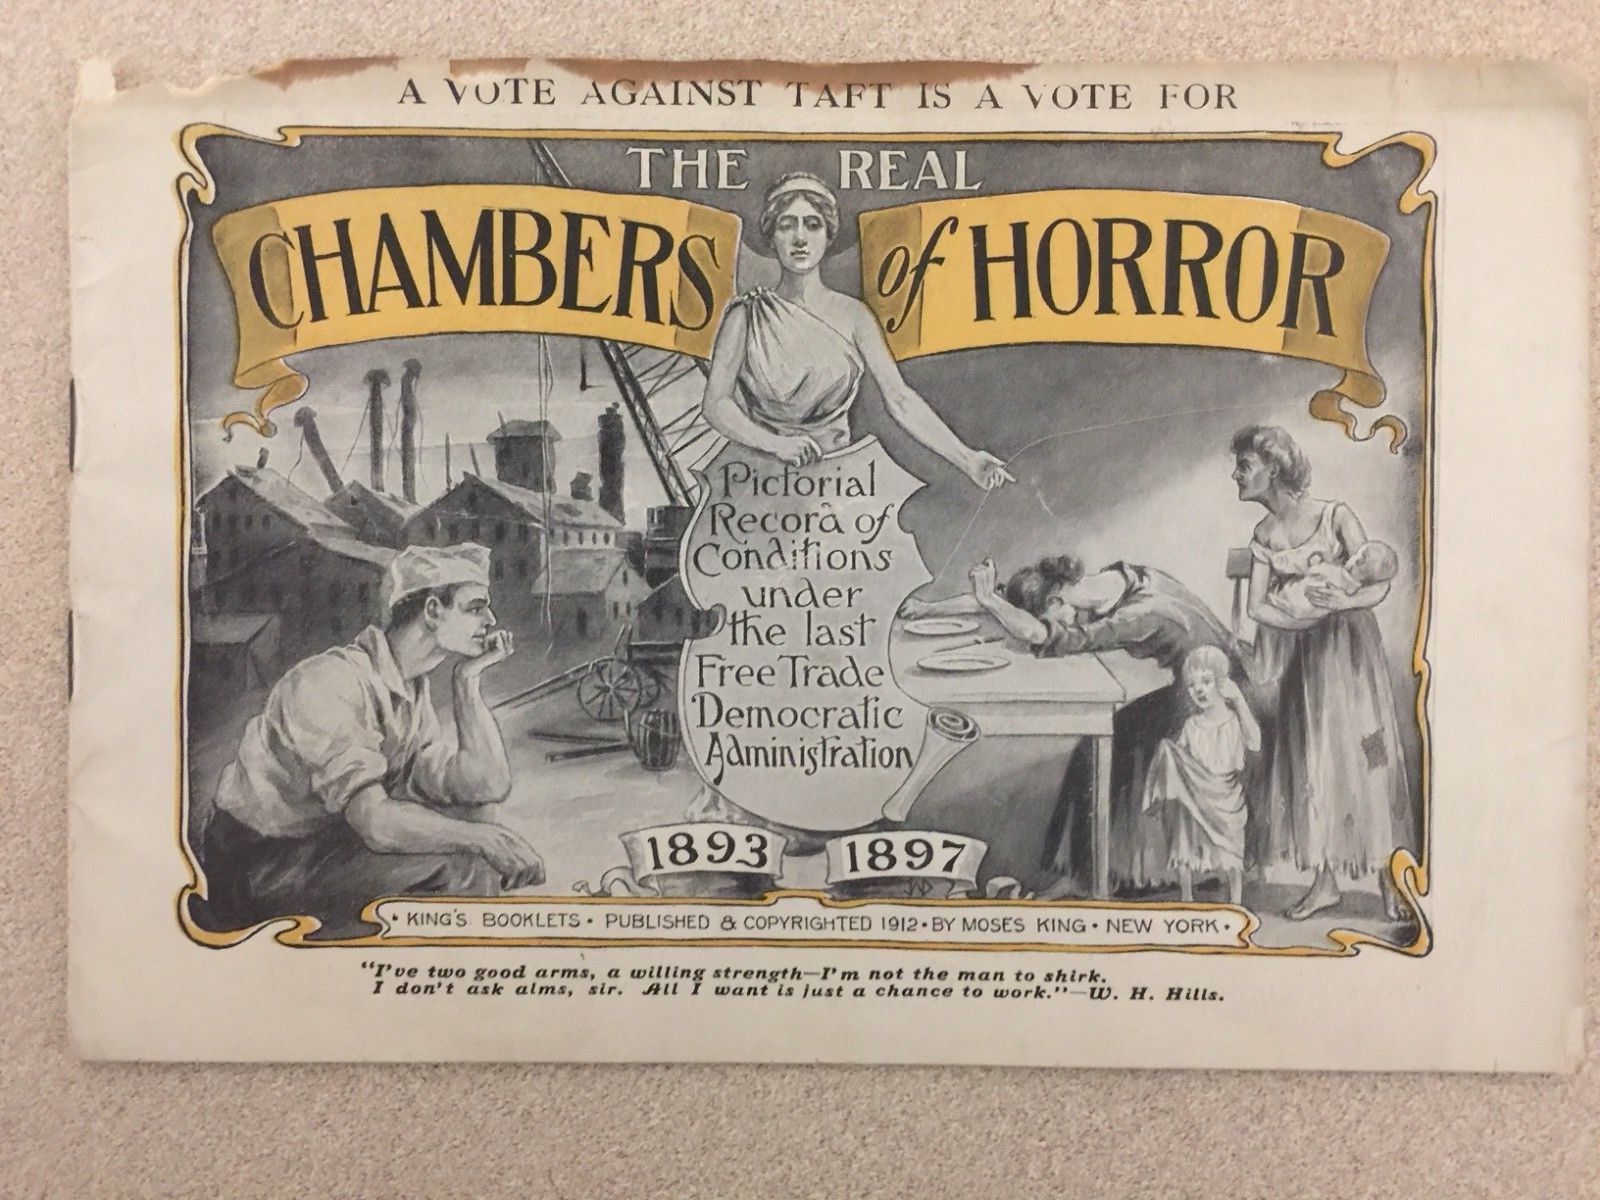 A VOTE AGAINST TAFT IS A VOTE FOR
THE REAL
CHAMBERS of HORROR
Pictorial
Record of
Conditions
under
the last
Free Trade
Democratic
Administration
1893 1897
• KING'S BOOKLETS • PUBLISHED & COPYRIGHTED 1912 • BY MOSES KING • NEW YORK •
"I've two good arms, a willing strength—I'm not the man to shirk.
I don't ask alms, sir. All I want is just a chance to work."—W. H. Hills.